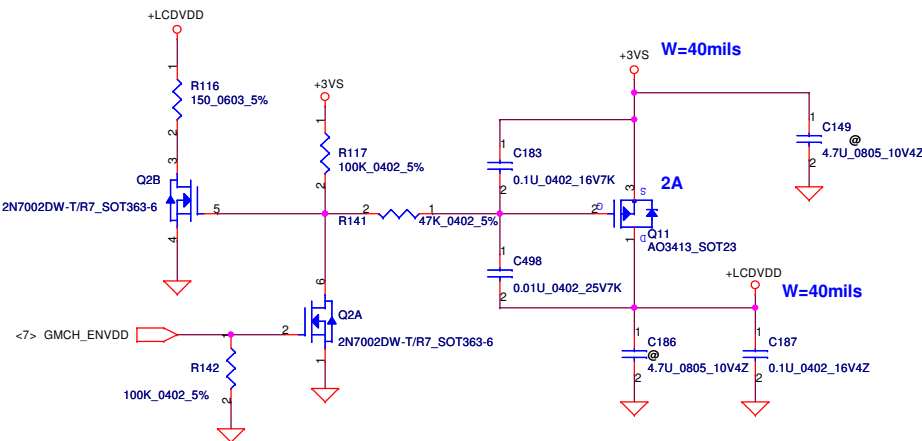 +LCDVDD
1
R116
150_0603_5%
2
3
Q2B
2N7002DW-T/R7_SOT363-6
5
4
+3VS
1
R117
100K_0402_5%
2
R141
2
1
47K_0402_5%
6
Q2A
2N7002DW-T/R7_SOT363-6
2
1
<7> GMCH_ENVDD
1
R142
100K_0402_5%
2
+3VS
W=40mils
1
C183
0.1U_0402_16V7K
2
1
C498
0.01U_0402_25V7K
2
2A
3
S
2
G
Q11
D
1
AO3413_SOT23
1
C149
@
4.7U_0805_10V4Z
2
+LCDVDD
W=40mils
1
C186
@
4.7U_0805_10V4Z
2
1
C187
0.1U_0402_16V4Z
2